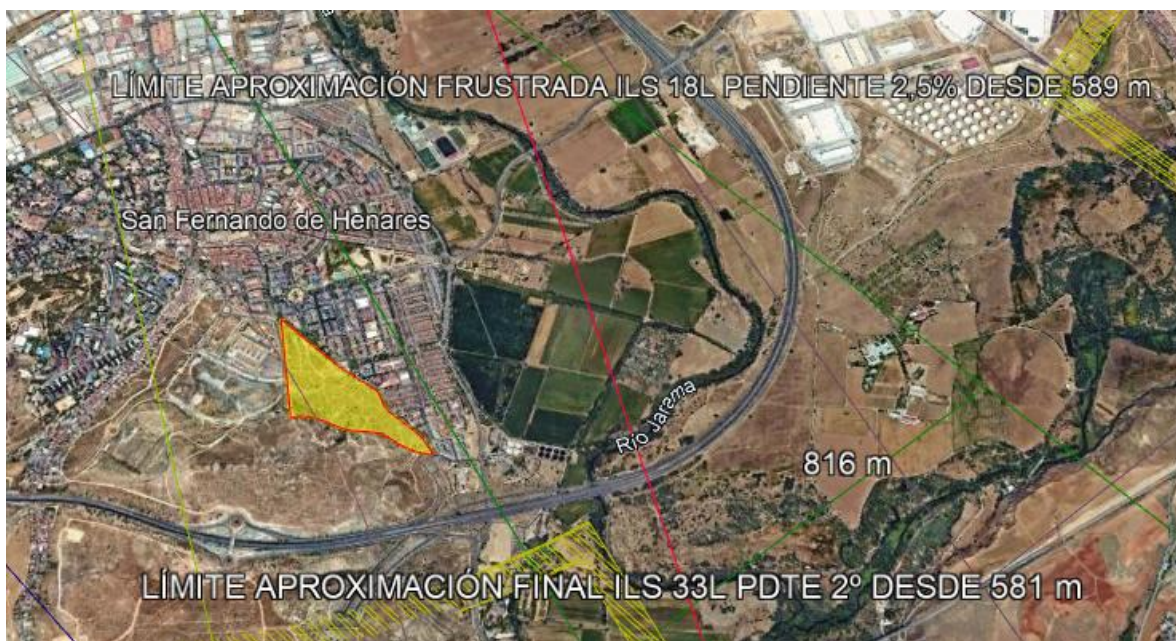 LÍMITE APROXIMACIÓN FRUSTRADA ILS 18L PENDIENTE 2,5% DESDE 589 m
San Fernando de Henares
Río Jarama
816 m
LÍMITE APROXIMACIÓN FINAL ILS 33L PDTE 2º DESDE 581 m